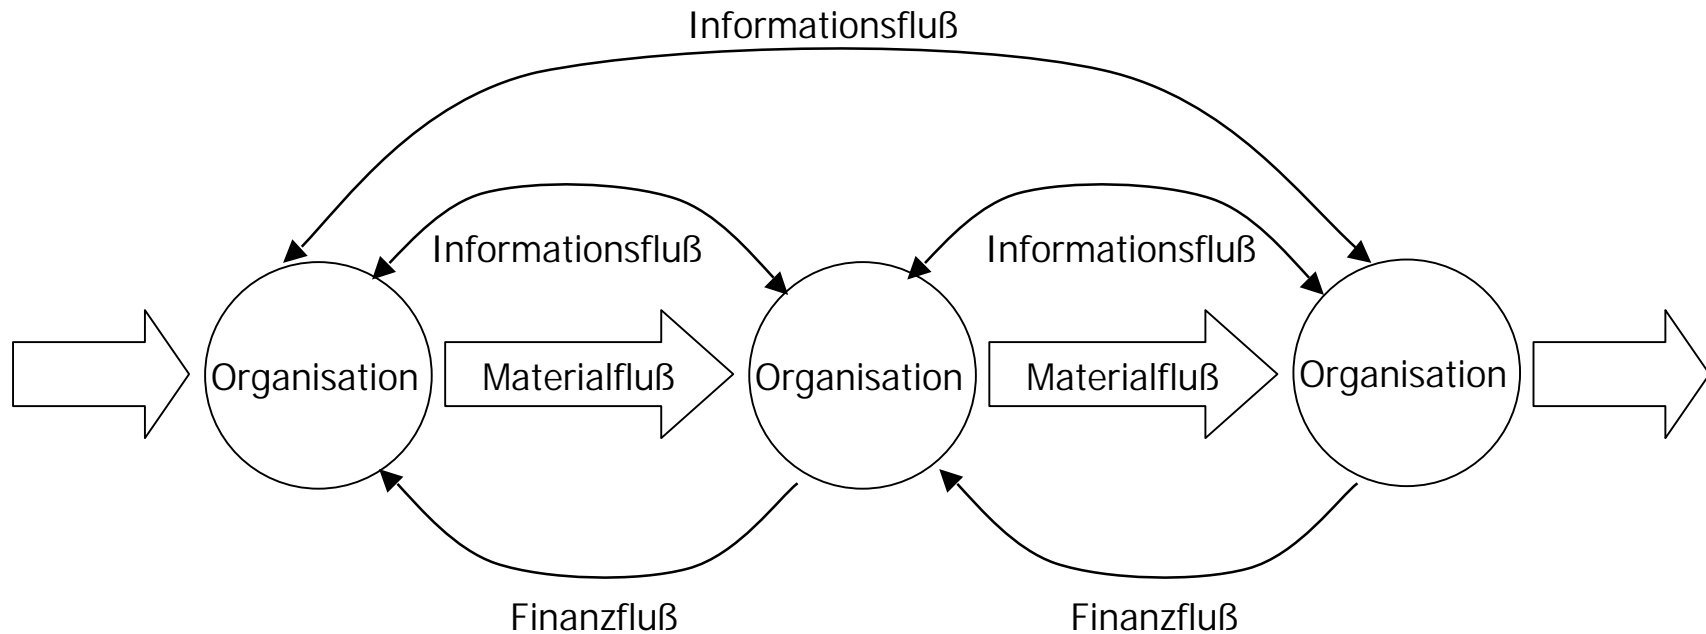 Informationsfluß
Informationsfluß
Informationsfluß
Organisation
Materialfluß
Organisation
Materialfluß
Organisation
Finanzfluß
Finanzfluß